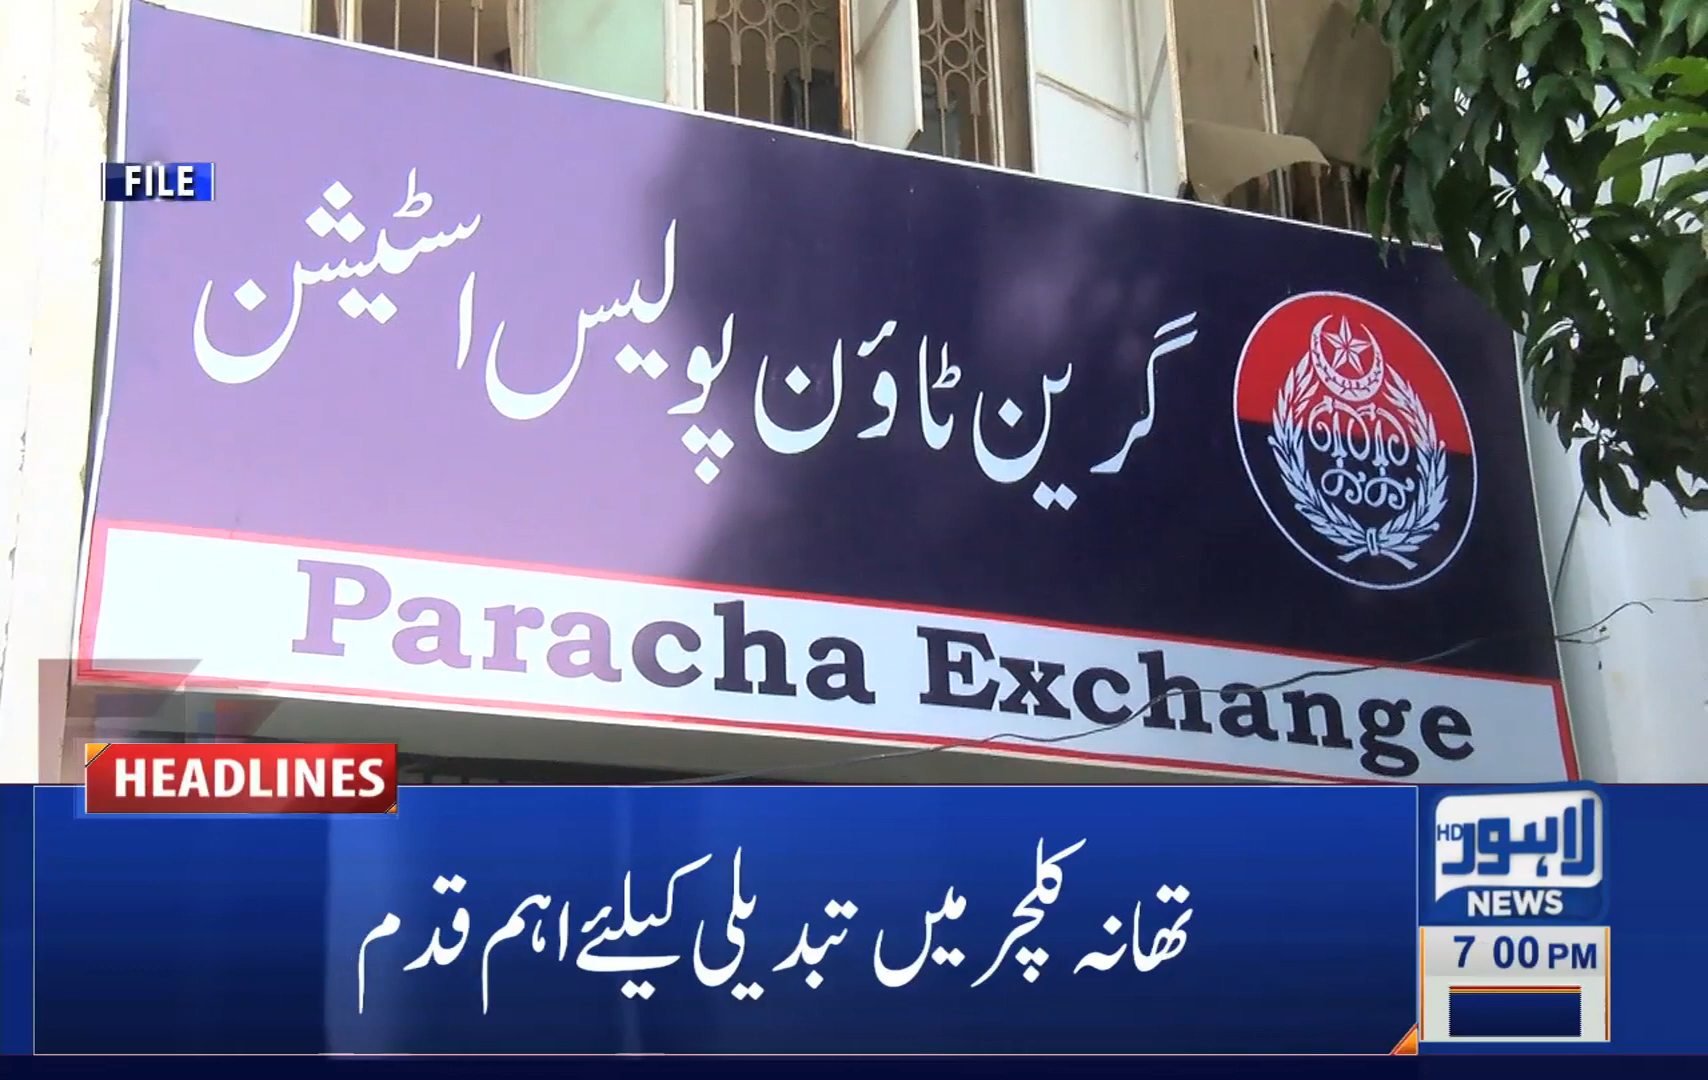 FILE
گرین ٹاؤن پولیس اسٹیشن
Paracha Exchange
HEADLINES
تھانہ کلچر میں تبدیلی کیلئے اہم قدم
HD لاہور
NEWS
7 00 PM